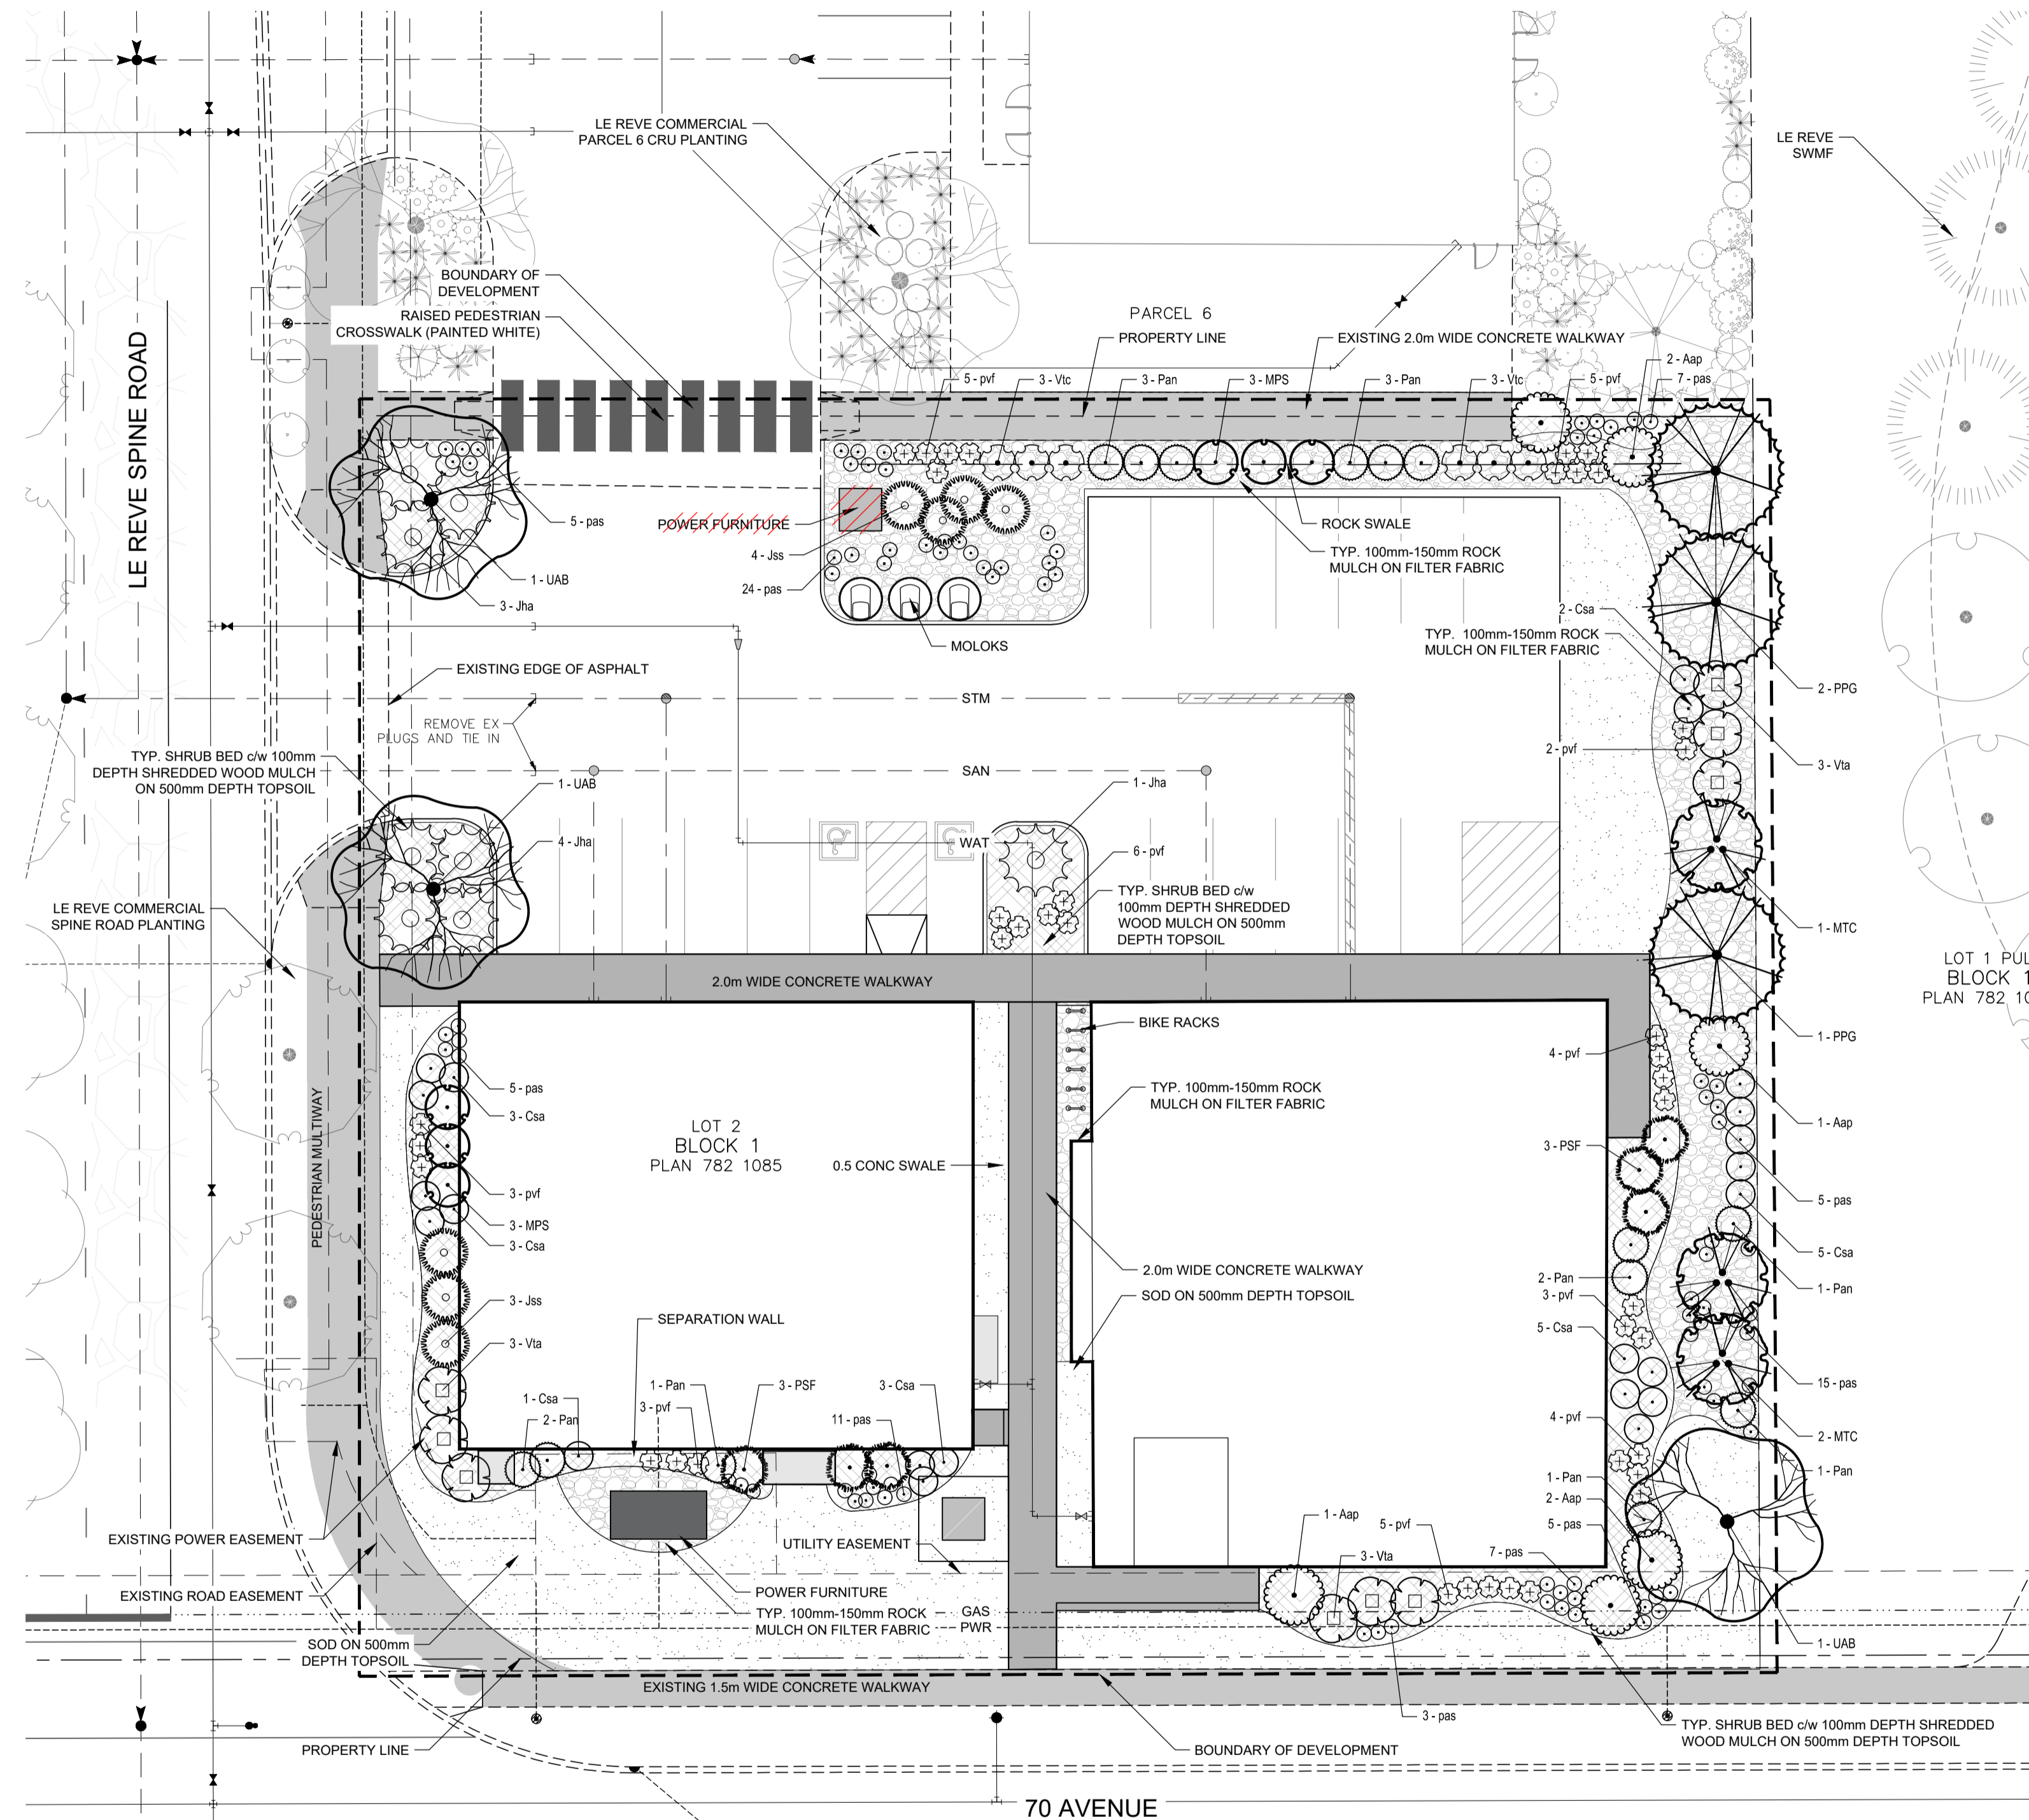 LE REVE COMMERCIAL
PARCEL 6 CRU PLANTING
LE REVE
SWMF
BOUNDARY OF
DEVELOPMENT
RAISED PEDESTRIAN
CROSSWALK (PAINTED WHITE)
PARCEL 6
PROPERTY LINE
EXISTING 2.0m WIDE CONCRETE WALKWAY
LE REVE SPINE ROAD
5 - pvf
3 - Vtc
3 - Pan
3 - MPS
3 - Pan
3 - Vtc
5 - pvf
2 - Aap
7 - pas
5 - pas
POWER FURNITURE
ROCK SWALE
4 - Jss
TYP. 100mm-150mm ROCK
MULCH ON FILTER FABRIC
1 - UAB
24 - pas
3 - Jha
2 - Csa
MOLOKS
TYP. 100mm-150mm ROCK
MULCH ON FILTER FABRIC
EXISTING EDGE OF ASPHALT
2 - PPG
STM
REMOVE EX
PLUGS AND TIE IN
2 - pvf
TYP. SHRUB BED c/w 100mm
DEPTH SHREDDED WOOD MULCH
ON 500mm DEPTH TOPSOIL
3 - Vta
SAN
1 - UAB
1 - Jha
4 - Jha
WAT
6 - pvf
TYP. SHRUB BED c/w
100mm DEPTH SHREDDED
WOOD MULCH ON 500mm
DEPTH TOPSOIL
LE REVE COMMERCIAL
SPINE ROAD PLANTING
1 - MTC
LOT 1 PUL
BLOCK 1
PLAN 782 10
2.0m WIDE CONCRETE WALKWAY
BIKE RACKS
1 - PPG
4 - pvf
5 - pas
TYP. 100mm-150mm ROCK
MULCH ON FILTER FABRIC
3 - Csa
1 - Aap
LOT 2
BLOCK 1
PLAN 782 1085
0.5 CONC SWALE
3 - PSF
PEDESTRIAN MULTIWAY
3 - pvf
5 - pas
3 - MPS
3 - Csa
5 - Csa
2.0m WIDE CONCRETE WALKWAY
2 - Pan
1 - Pan
SOD ON 500mm DEPTH TOPSOIL
3 - pvf
3 - Jss
SEPARATION WALL
5 - Csa
3 - Vta
1 - Pan
3 - PSF
3 - Csa
15 - pas
1 - Csa
3 - pvf
2 - Pan
11 - pas
4 - pvf
2 - MTC
1 - Pan
1 - Pan
2 - Aap
5 - pas
1 - Aap
5 - pvf
EXISTING POWER EASEMENT
UTILITY EASEMENT
3 - Vta
7 - pas
EXISTING ROAD EASEMENT
POWER FURNITURE
TYP. 100mm-150mm ROCK
MULCH ON FILTER FABRIC
GAS
PWR
SOD ON 500mm
DEPTH TOPSOIL
1 - UAB
EXISTING 1.5m WIDE CONCRETE WALKWAY
3 - pas
TYP. SHRUB BED c/w 100mm DEPTH SHREDDED
WOOD MULCH ON 500mm DEPTH TOPSOIL
PROPERTY LINE
BOUNDARY OF DEVELOPMENT
70 AVENUE